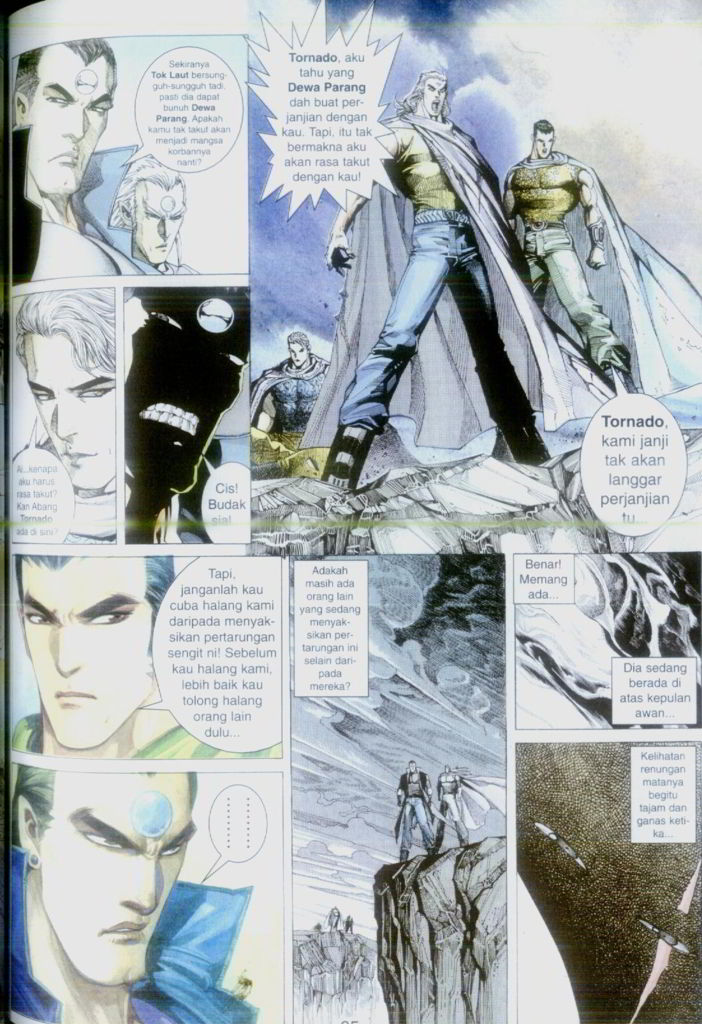 Sekiranya
Tok Laut bersung-
guh-sungguh tadi,
pasti dia dapat
bunuh Dewa
Parang. Apakah
kamu tak takut akan
menjadi mangsa
korbannya
nanti?
Tornado, aku
tahu yang
Dewa Parang
dah buat per-
janjian dengan
kau. Tapi, itu tak
bermakna aku
akan rasa takut
dengan kau!
Ai...kenapa
aku harus
rasa takut?
Kan Abang
Tornado
ada di sini?
Cis!
Budak
sial
Tornado,
kami janji
tak akan
langgar
perjanjian
tu...
Tapi,
janganlah kau
cuba halang kami
daripada menyak-
sikan pertarungan
sengit ni! Sebelum
kau halang kami,
lebih baik kau
tolong halang
orang lain
dulu...
Adakah
masih ada
orang lain
yang sedang
menyak-
sikan per-
tarungan ini
selain dari-
pada
mereka?
Benar!
Memang
ada...
Dia sedang
berada di
atas kepulan
awan...
Kelihatan
renungan
matanya
begitu
tajam dan
ganas keti-
ka...